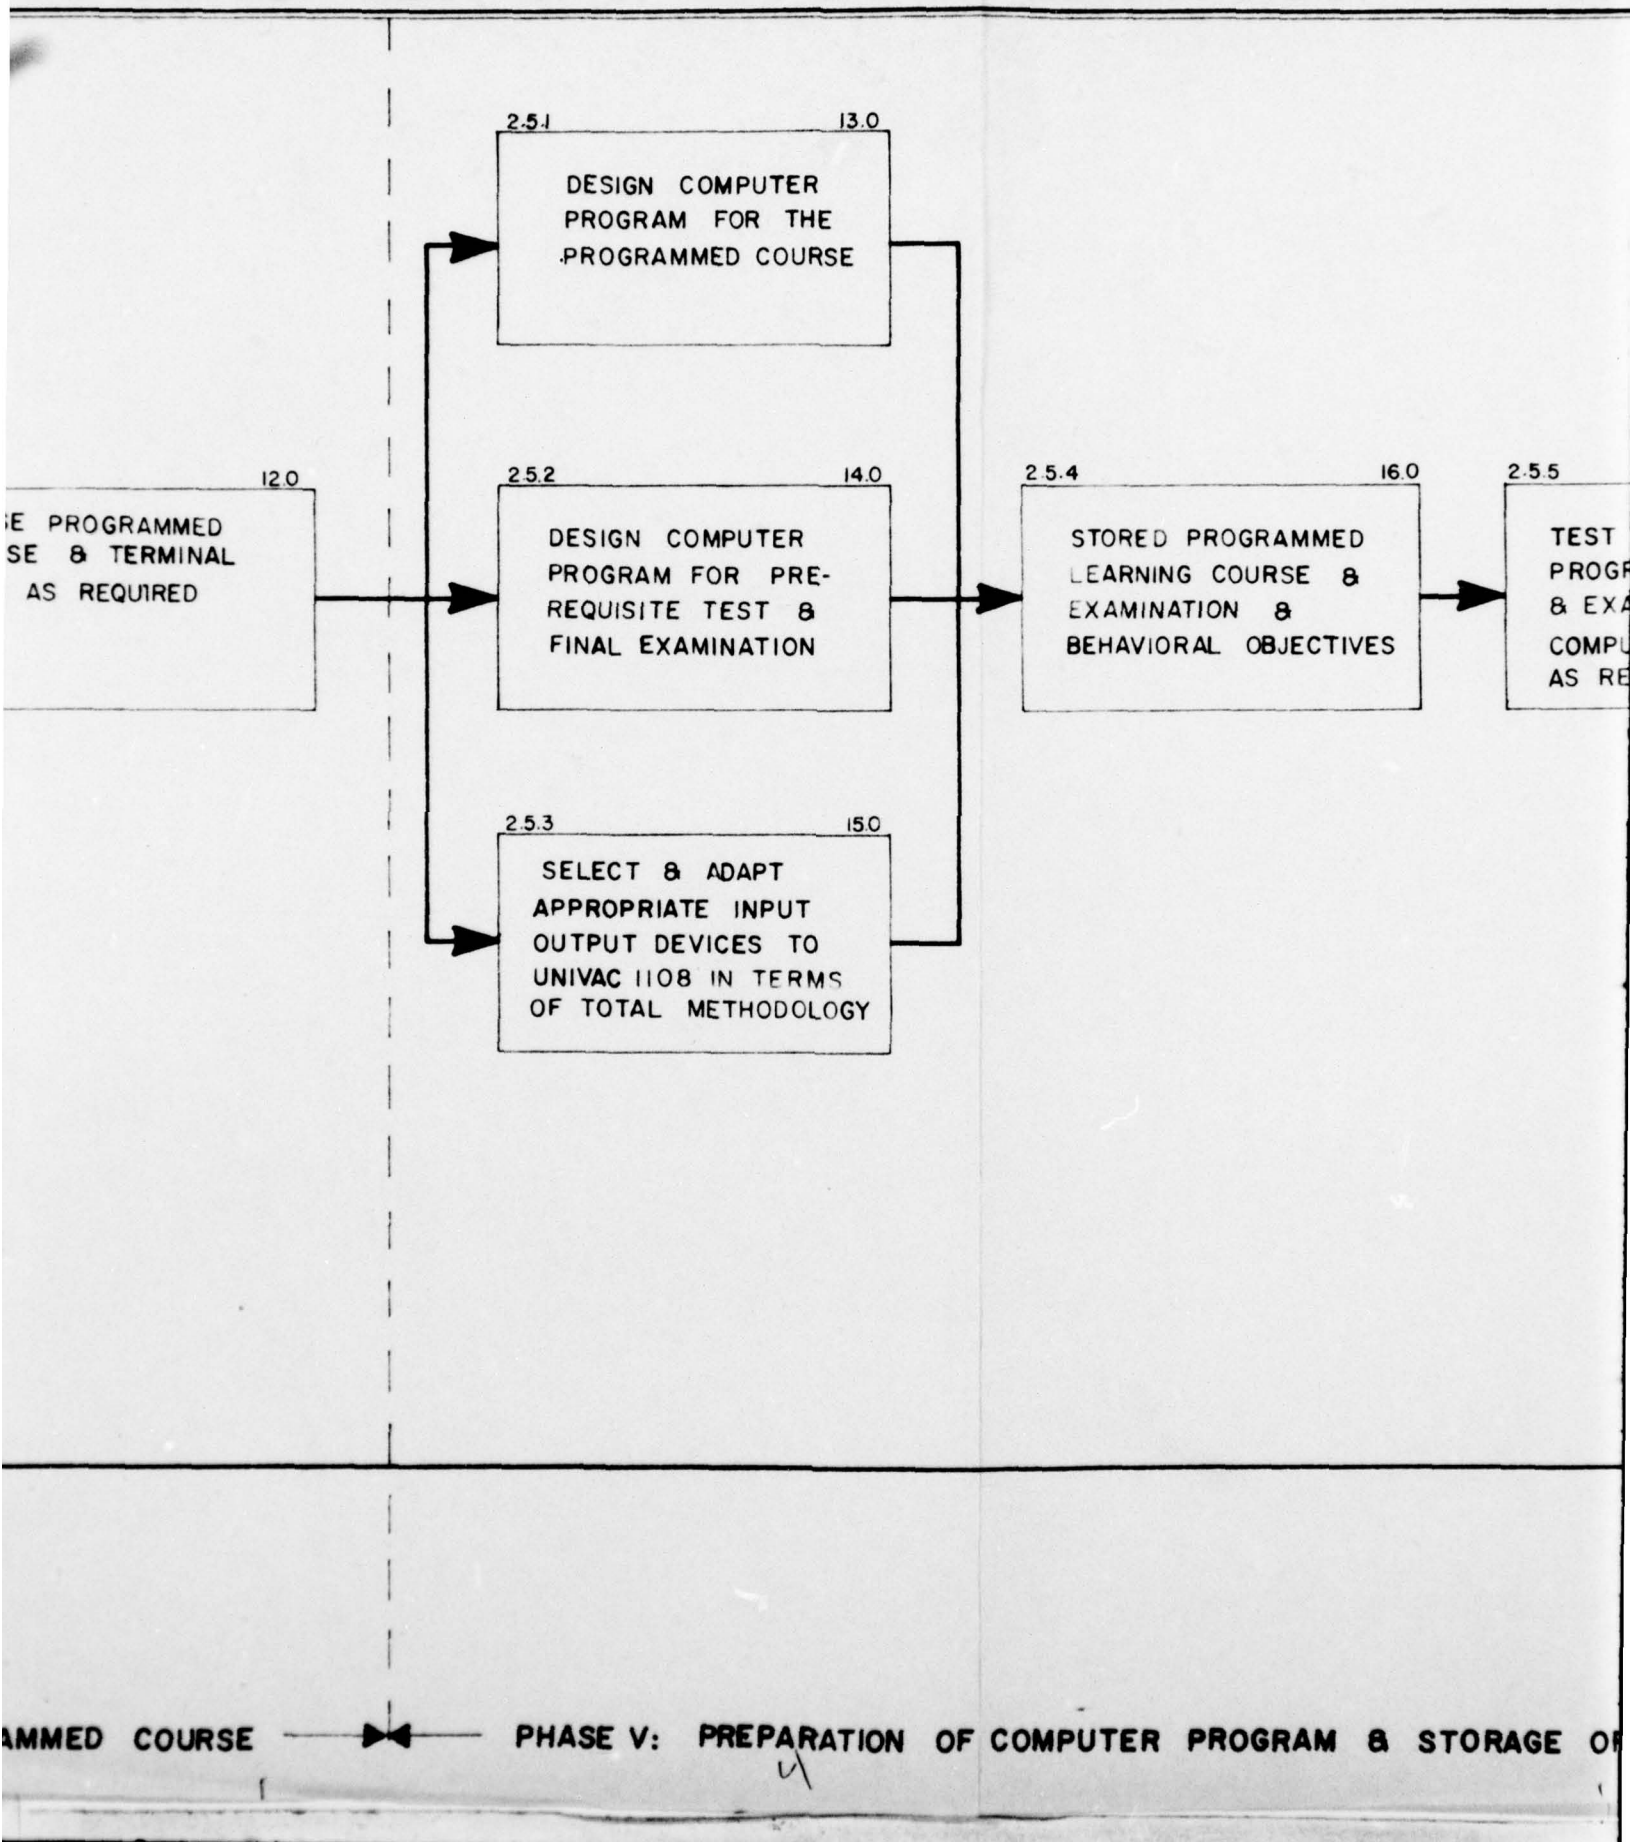 12.0
PROGRAMMED
& TERMINAL
AS REQUIRED
2.5.1 13.0
DESIGN COMPUTER
PROGRAM FOR THE
PROGRAMMED COURSE
2.5.2 14.0
DESIGN COMPUTER
PROGRAM FOR PRE-
REQUISITE TEST &
FINAL EXAMINATION
2.5.3 15.0
SELECT & ADAPT
APPROPRIATE INPUT
OUTPUT DEVICES TO
UNIVAC 1108 IN TERMS
OF TOTAL METHODOLOGY
2.5.4 16.0
STORED PROGRAMMED
LEARNING COURSE &
EXAMINATION &
BEHAVIORAL OBJECTIVES
2.5.5
TEST
&
AS
COURSE
PHASE V: PREPARATION OF COMPUTER PROGRAM & STORAGE